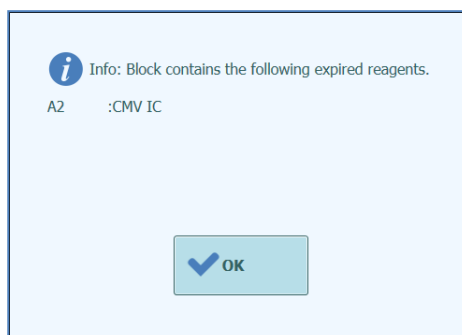 Info: Block contains the following expired reagents.
A2 :CMV IC
OK